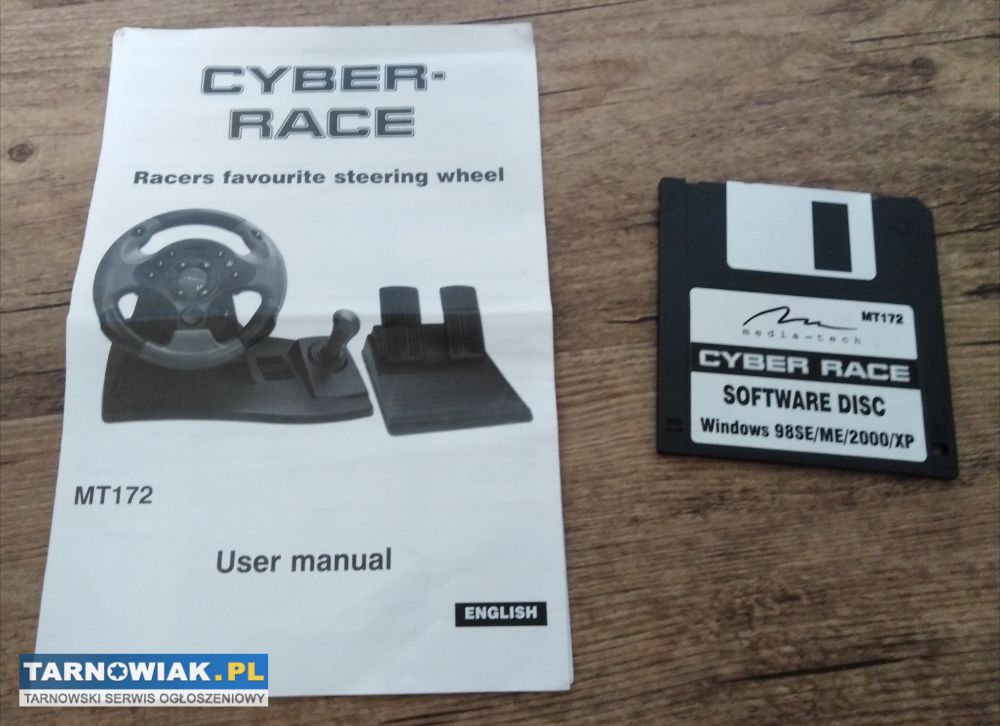 CYBER-
RACE
Racers favourite steering wheel
MT172
User manual
ENGLISH
MT172
media-tech
CYBER RACE
SOFTWARE DISC
Windows 98SE/ME/2000/XP
TARNOWIAK.PL
TARNOWSKI SERWIS OGŁOSZENIOWY